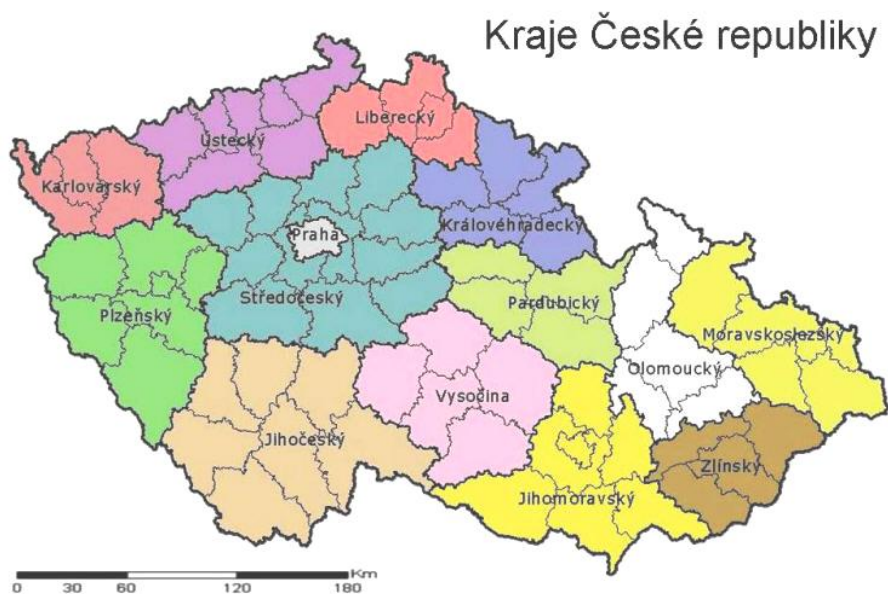 Kraje České republiky
Liberecký
Ústecký
Karlovarský
Královéhradecký
Praha
Středočeský
Pardubický
Plzeňský
Moravskoslezský
Olomoucký
Vysočina
Jihočeský
Zlínský
Jihomoravský
Km
0 30 60 120 180